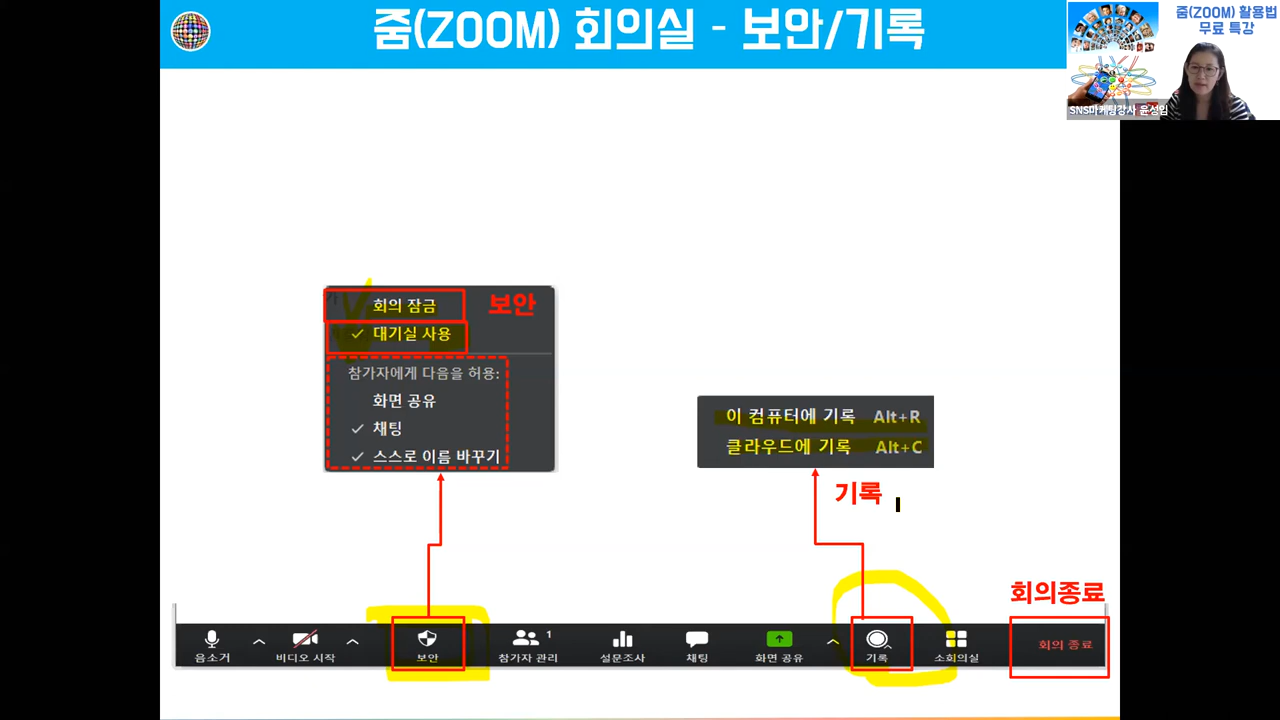 줌(ZOOM) 회의실 - 보안/기록
줌(ZOOM) 활용법
무료 특강
SNS마케팅강사 윤성임
회의 잠금
보안
✓ 대기실 사용
참가자에게 다음을 허용:
화면 공유
✓ 채팅
✓ 스스로 이름 바꾸기
이 컴퓨터에 기록 Alt+R
클라우드에 기록 Alt+C
기록
회의종료
음소거
비디오 시작
보안
참가자 관리
1
설문조사
채팅
화면 공유
기록
소회의실
회의 종료